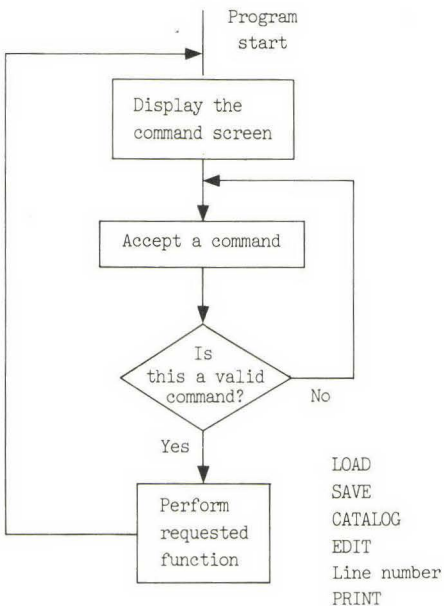 Program
start
Display the
command screen
Accept a command
Is
this a valid
command?
No
Yes
Perform
requested
function
LOAD
SAVE
CATALOG
EDIT
Line number
PRINT